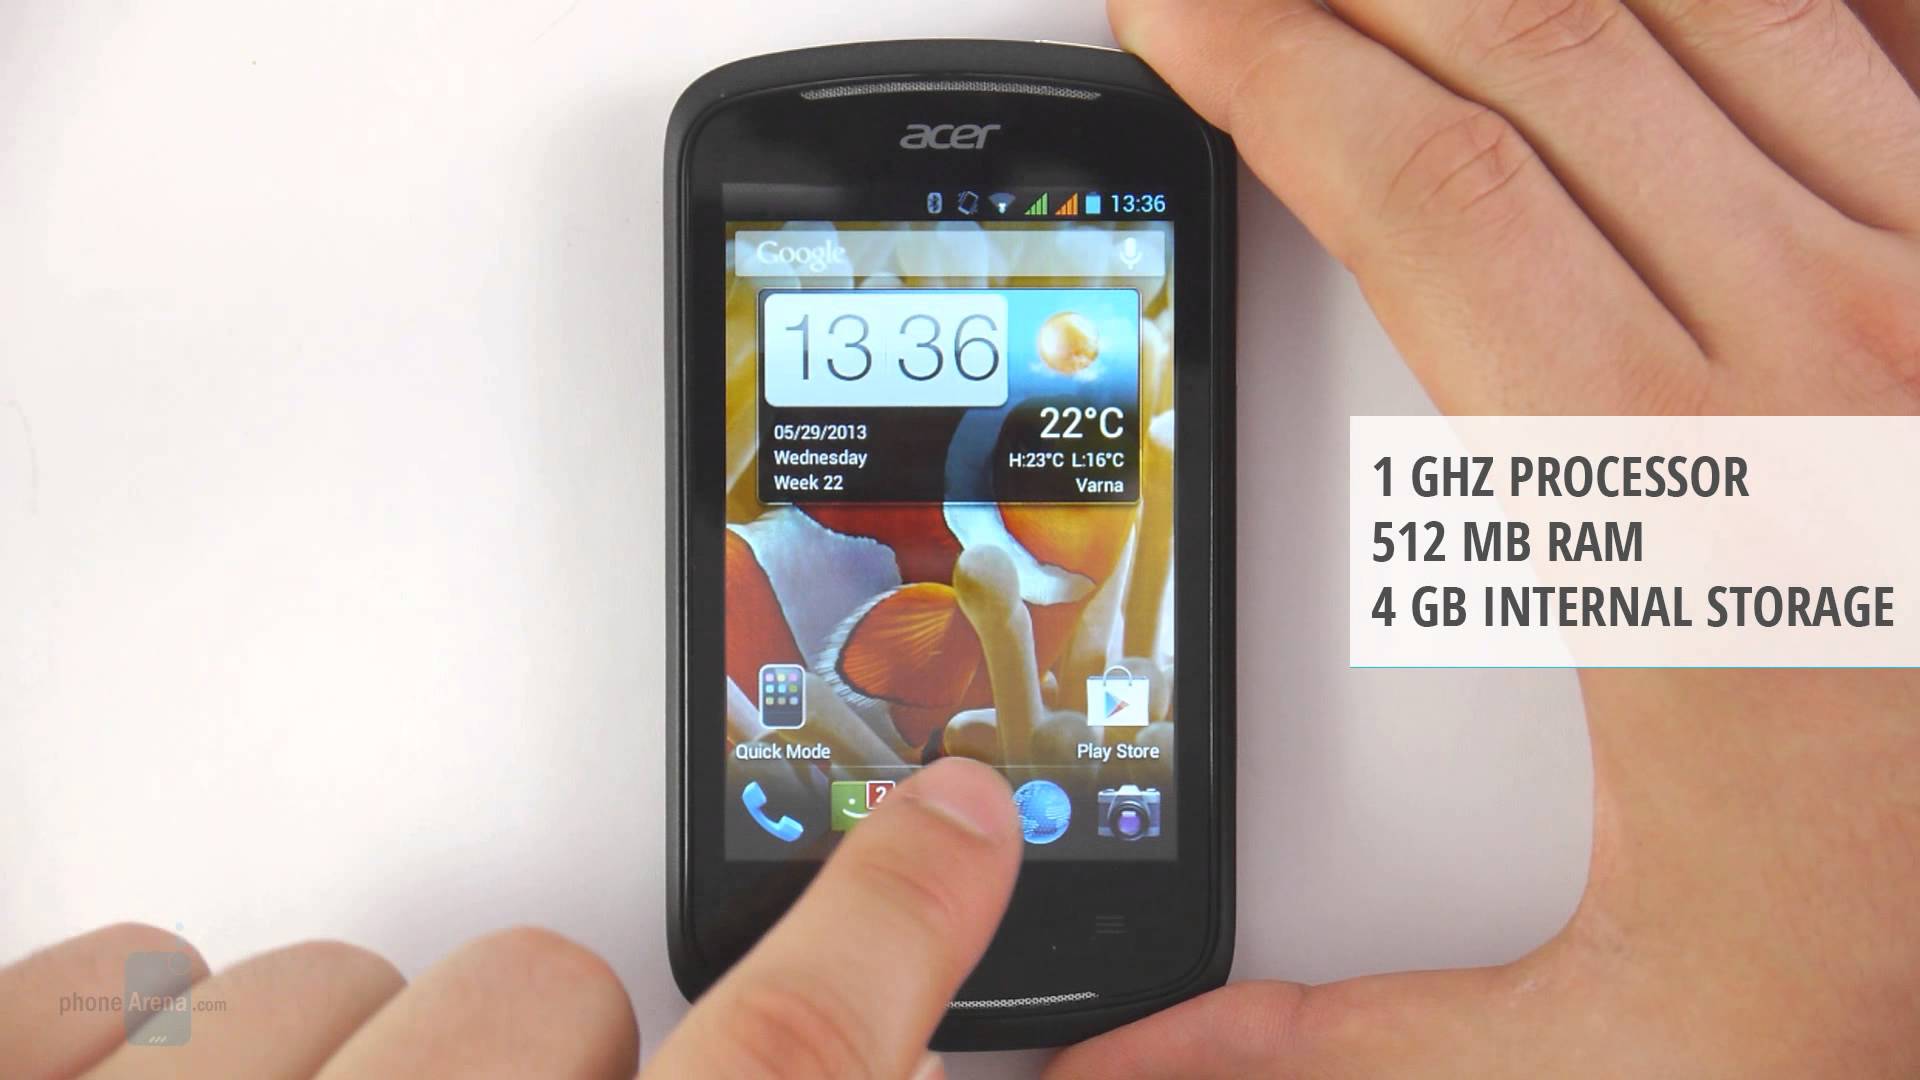 acer
13:36
Google
13 36
22°C
05/29/2013
H:23°C L:16°C
Wednesday
Week 22
Varna
1 GHZ PROCESSOR
512 MB RAM
4 GB INTERNAL STORAGE
Quick Mode
Play Store
2
phoneArena.com